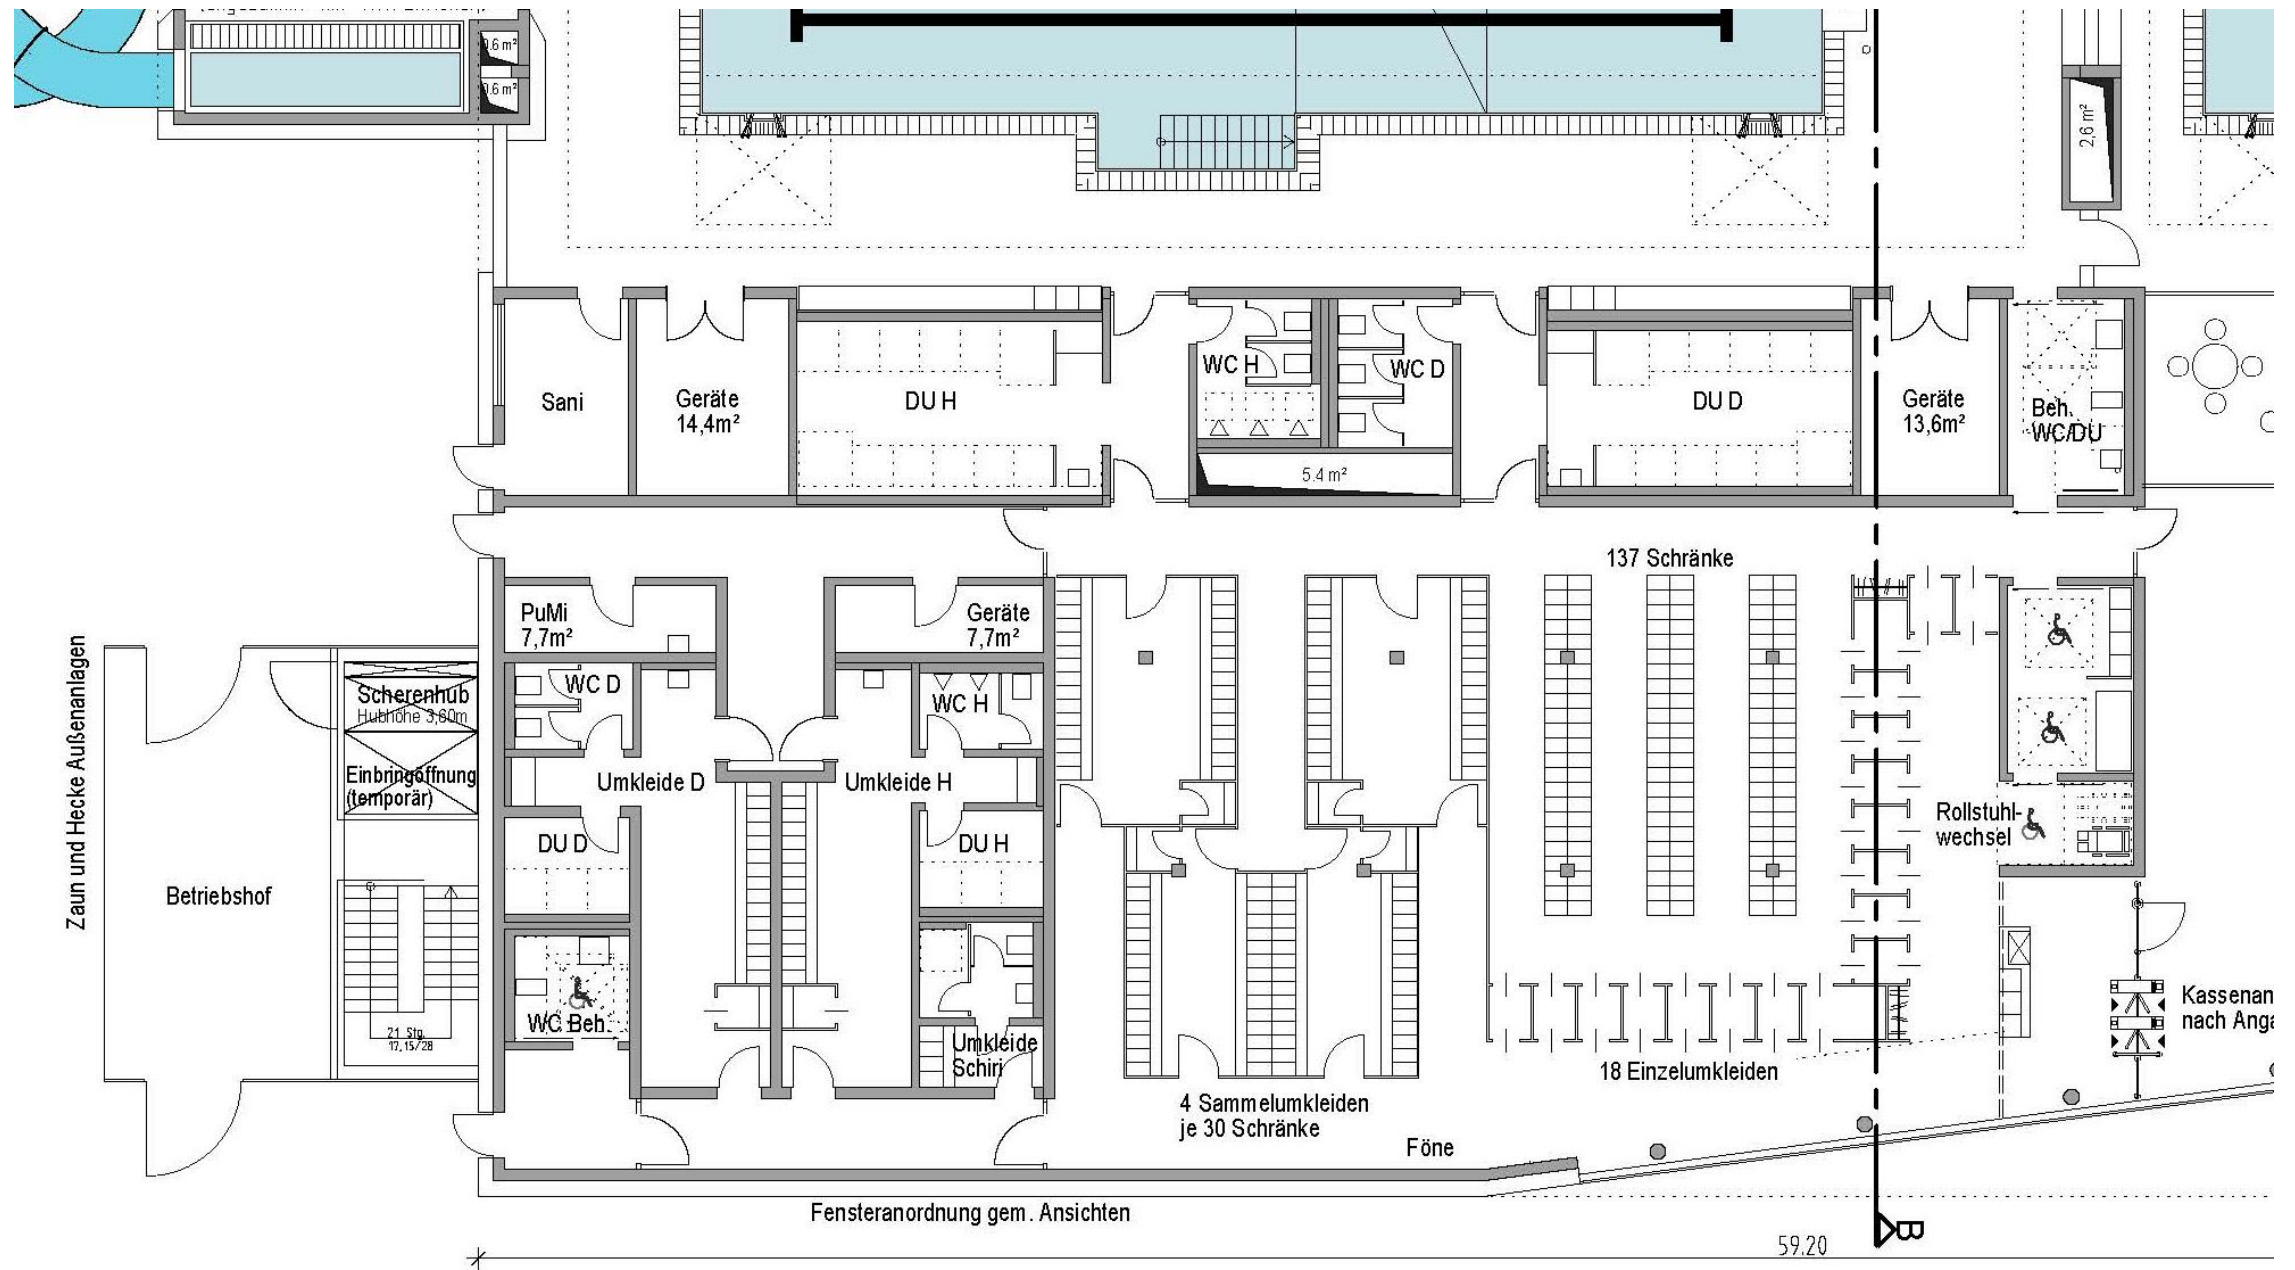 0.6 m²
0.6 m²
2,6 m²
Sani
Geräte
14,4m²
DU H
WC H
WC D
5.4 m²
DU D
Geräte
13,6m²
Beh.
WC/DU
137 Schränke
PuMi
7,7m²
Geräte
7,7m²
Zaun und Hecke Außenanlagen
Scherenhub
Hubhöhe 3,60m
Einbringöffnung
(temporär)
WC D
WC H
Umkleide D
Umkleide H
DU D
DU H
Rollstuhl-
wechsel
Betriebshof
21 Stg.
17,15/28
WC Beh.
Umkleide
Schiri
Kassenan
nach Anga
18 Einzelumkleiden
4 Sammelumkleiden
je 30 Schränke
Föne
Fensteranordnung gem. Ansichten
B
59.20